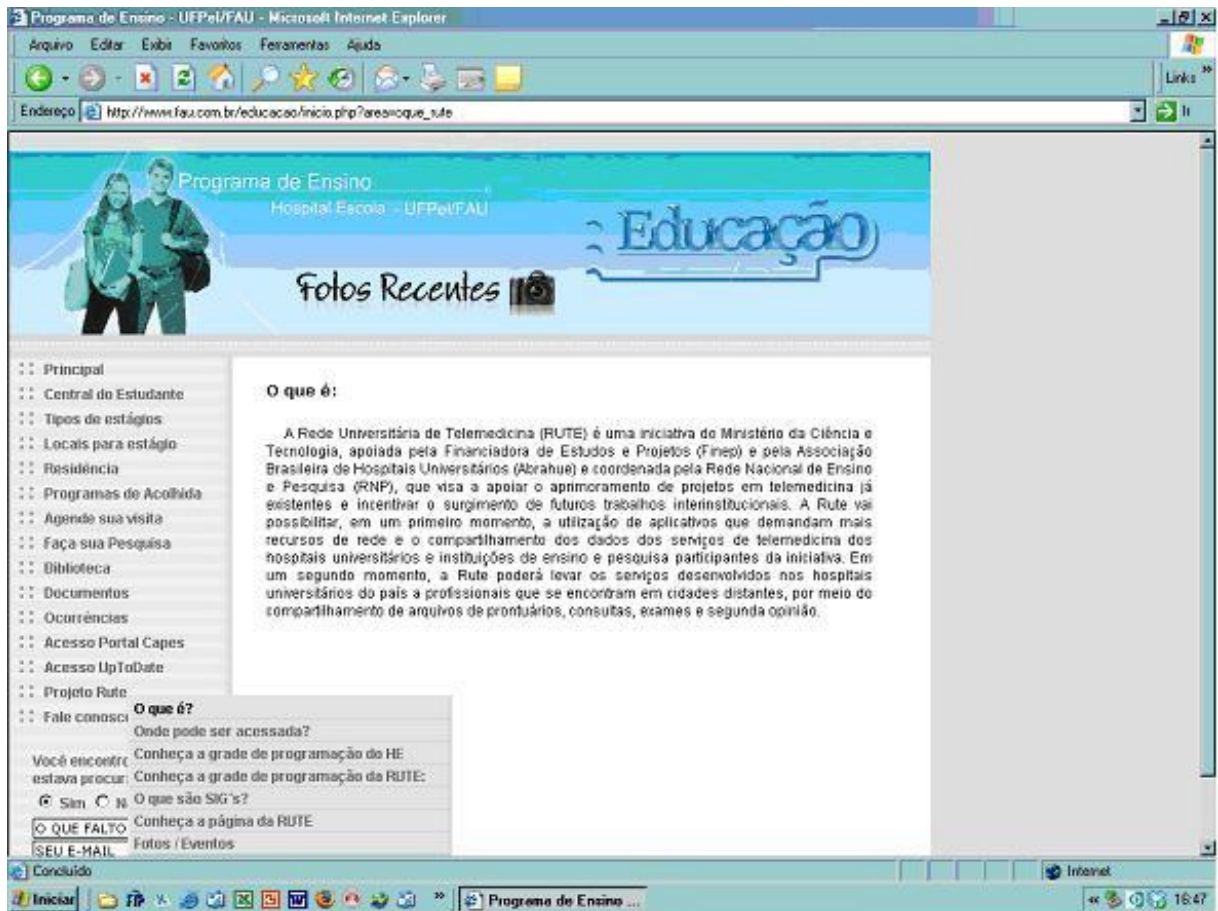 Programa de Ensino - UFPel/FAU - Microsoft Internet Explorer
Arquivo Editar Exibir Favoritos Ferramentas Ajuda
Links
Endereço http://www.fau.com.br/educacao/inicio.php?area=oque_rute Ir
Programa de Ensino
Hospital Escola - UFPel/FAU
Educação
Fotos Recentes
Principal
Central do Estudante
Tipos de estágios
Locais para estágio
Residência
Programas de Acolhida
Agende sua visita
Faça sua Pesquisa
Biblioteca
Documentos
Ocorrências
Acesso Portal Capes
Acesso UpToDate
Projeto Rute
Fale conosc
Você encontr
estava procur
Sim N
O QUE FALTO
SEU E-MAIL
O que é?
Onde pode ser acessada?
Conheça a grade de programação do HE
Conheça a grade de programação da RUTE:
O que são SIG's?
Conheça a página da RUTE
Fotos / Eventos
O que é:
A Rede Universitária de Telemedicina (RUTE) é uma iniciativa do Ministério da Ciência e
Tecnologia, apoiada pela Financiadora de Estudos e Projetos (Finep) e pela Associação
Brasileira de Hospitais Universitários (Abrahue) e coordenada pela Rede Nacional de Ensino
e Pesquisa (RNP), que visa a apoiar o aprimoramento de projetos em telemedicina já
existentes e incentivar o surgimento de futuros trabalhos interinstitucionais. A Rute vai
possibilitar, em um primeiro momento, a utilização de aplicativos que demandam mais
recursos de rede e o compartilhamento dos dados dos serviços de telemedicina dos
hospitais universitários e instituições de ensino e pesquisa participantes da iniciativa. Em
um segundo momento, a Rute poderá levar os serviços desenvolvidos nos hospitais
universitários do país a profissionais que se encontram em cidades distantes, por meio do
compartilhamento de arquivos de prontuários, consultas, exames e segunda opinião.
Concluído
Internet
Iniciar
Programa de Ensino ...
16:47